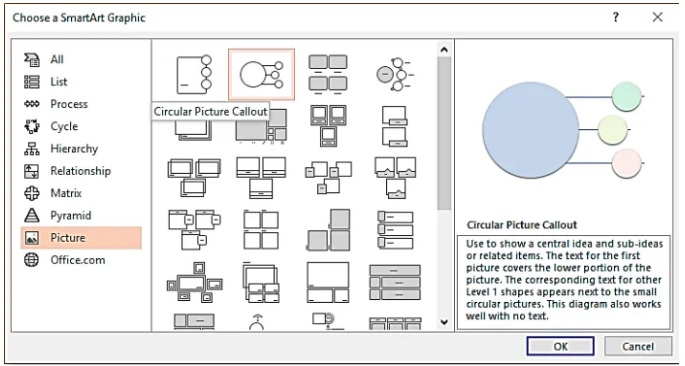 Choose a SmartArt Graphic
?
All
List
Process
Cycle
Hierarchy
Relationship
Matrix
Pyramid
Picture
Office.com
Circular Picture Callout
Circular Picture Callout
Use to show a central idea and sub-ideas
or related items. The text for the first
picture covers the lower portion of the
picture. The corresponding text for other
Level 1 shapes appears next to the small
circular pictures. This diagram also works
well with no text.
OK
Cancel